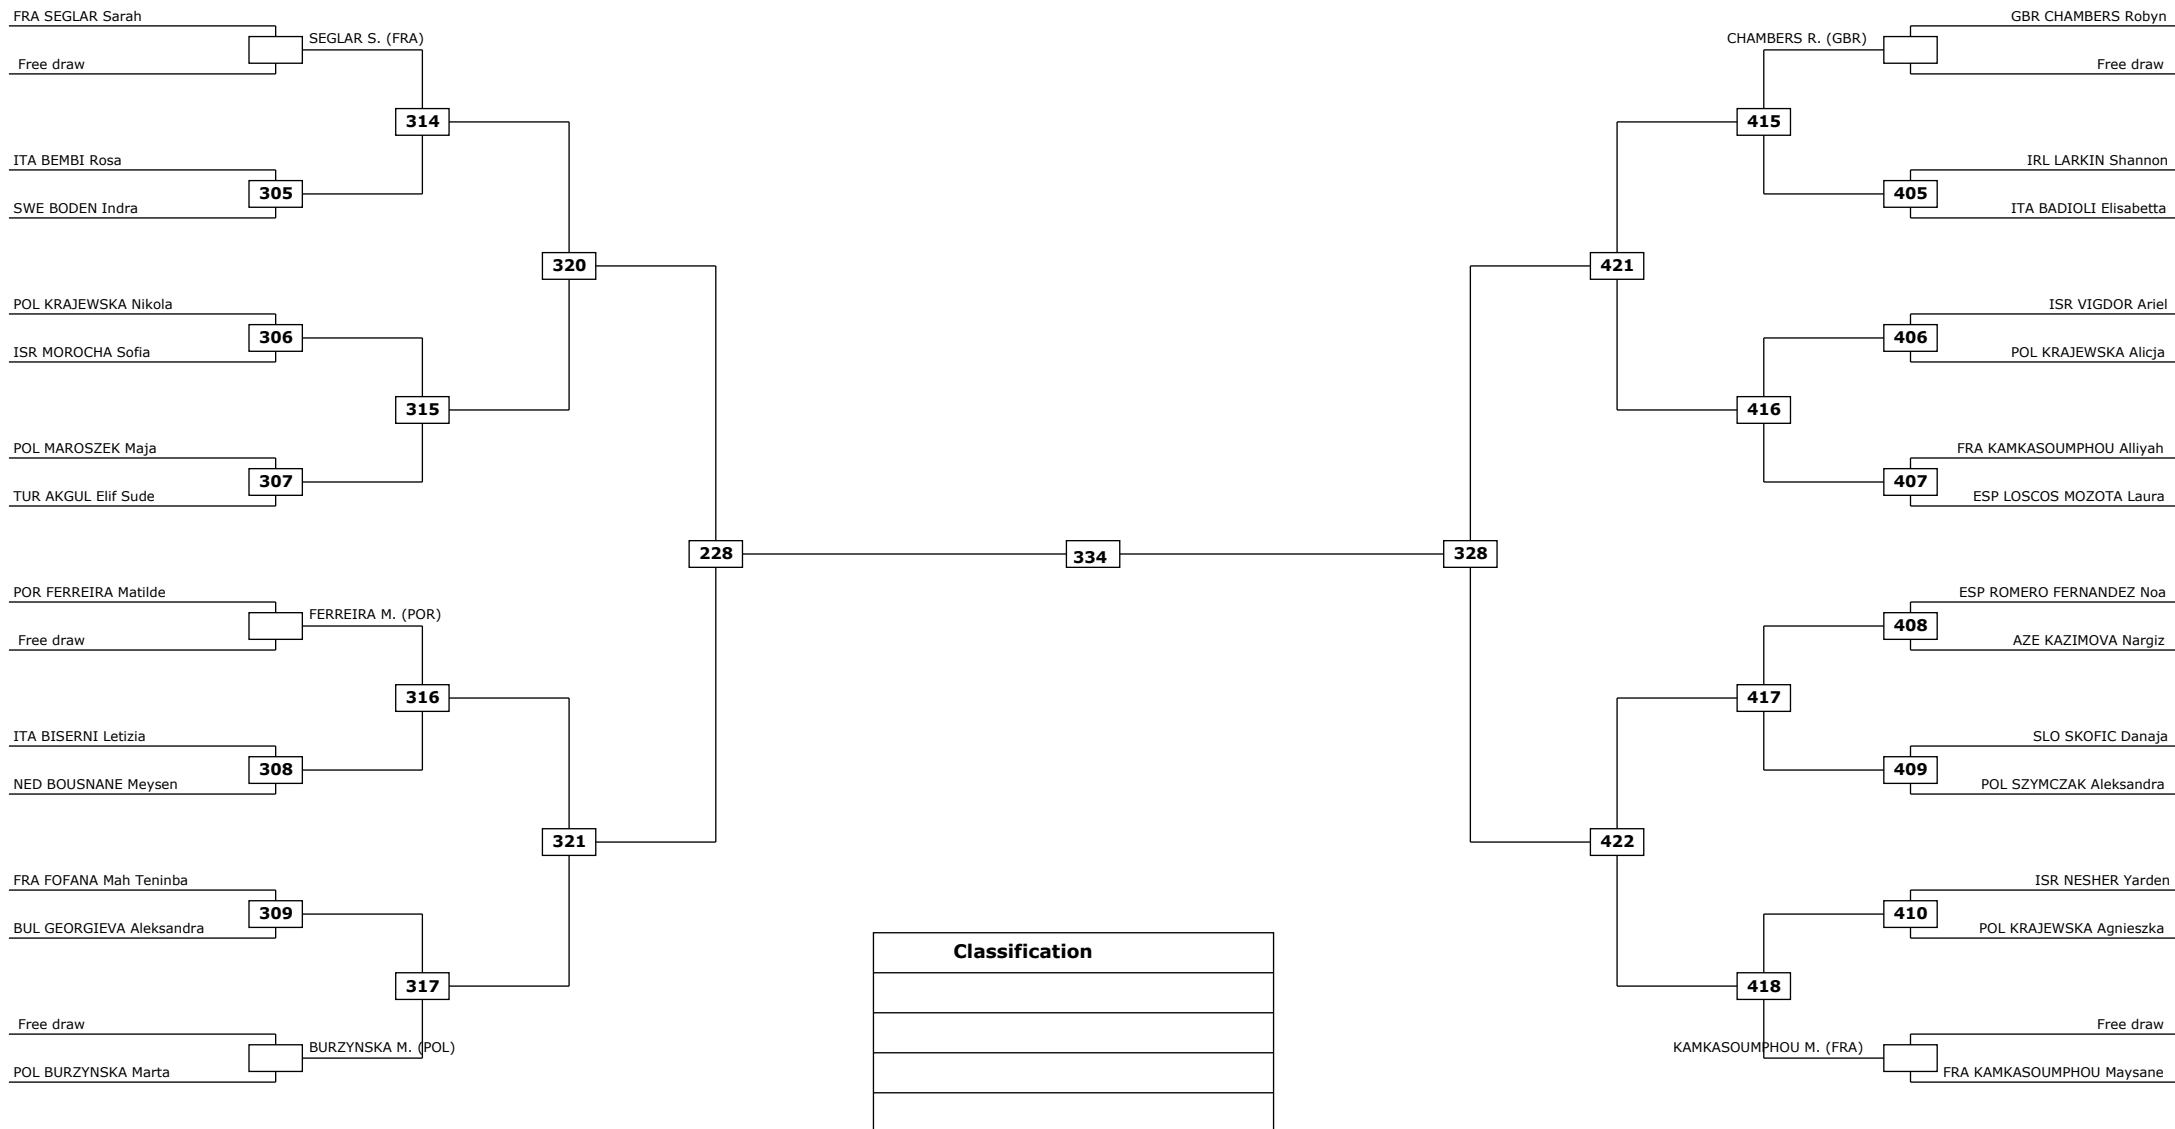 FRA SEGLAR Sarah
SEGLAR S. (FRA)
Free draw
314
ITA BEMBI Rosa
305
SWE BODEN Indra
320
POL KRAJEWSKA Nikola
306
ISR MOROCHA Sofia
315
POL MAROSZEK Maja
307
TUR AKGUL Elif Sude
228
POR FERREIRA Matilde
FERREIRA M. (POR)
Free draw
316
ITA BISERNI Letizia
308
NED BOUSNANE Meysen
321
FRA FOFANA Mah Teninba
309
BUL GEORGIEVA Aleksandra
317
Free draw
BURZYNSKA M. (POL)
POL BURZYNSKA Marta
334
Classification
GBR CHAMBERS Robyn
CHAMBERS R. (GBR)
Free draw
415
IRL LARKIN Shannon
405
ITA BADIOLI Elisabetta
421
ISR VIGDOR Ariel
406
POL KRAJEWSKA Alicja
416
FRA KAMKASOUMPHOU Alliyah
407
ESP LOSCOS MOZOTA Laura
328
ESP ROMERO FERNANDEZ Noa
408
AZE KAZIMOVA Nargiz
417
SLO SKOFIC Danaja
409
POL SZYMCZAK Aleksandra
422
ISR NESHER Yarden
410
POL KRAJEWSKA Agnieszka
418
Free draw
KAMKASOUMPHOU M. (FRA)
FRA KAMKASOUMPHOU Maysane